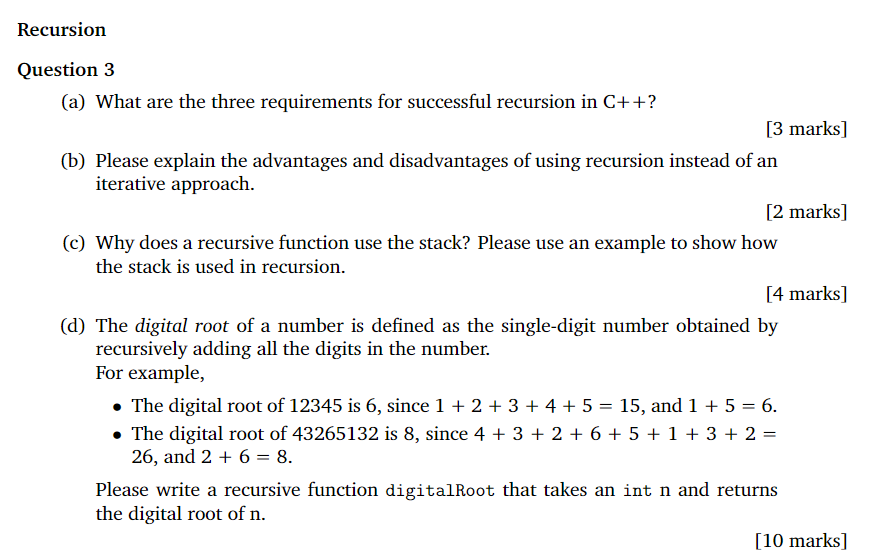 Recursion
Question 3
(a) What are the three requirements for successful recursion in C++?
[3 marks]
(b) Please explain the advantages and disadvantages of using recursion instead of an
iterative approach.
[2 marks]
(c) Why does a recursive function use the stack? Please use an example to show how
the stack is used in recursion.
[4 marks]
(d) The digital root of a number is defined as the single-digit number obtained by
recursively adding all the digits in the number.
For example,
• The digital root of 12345 is 6, since 1 + 2 + 3 + 4 + 5 = 15, and 1 + 5 = 6.
• The digital root of 43265132 is 8, since 4 + 3 + 2 + 6 + 5 + 1 + 3 + 2 =
26, and 2 + 6 = 8.
Please write a recursive function digitalRoot that takes an int n and returns
the digital root of n.
[10 marks]